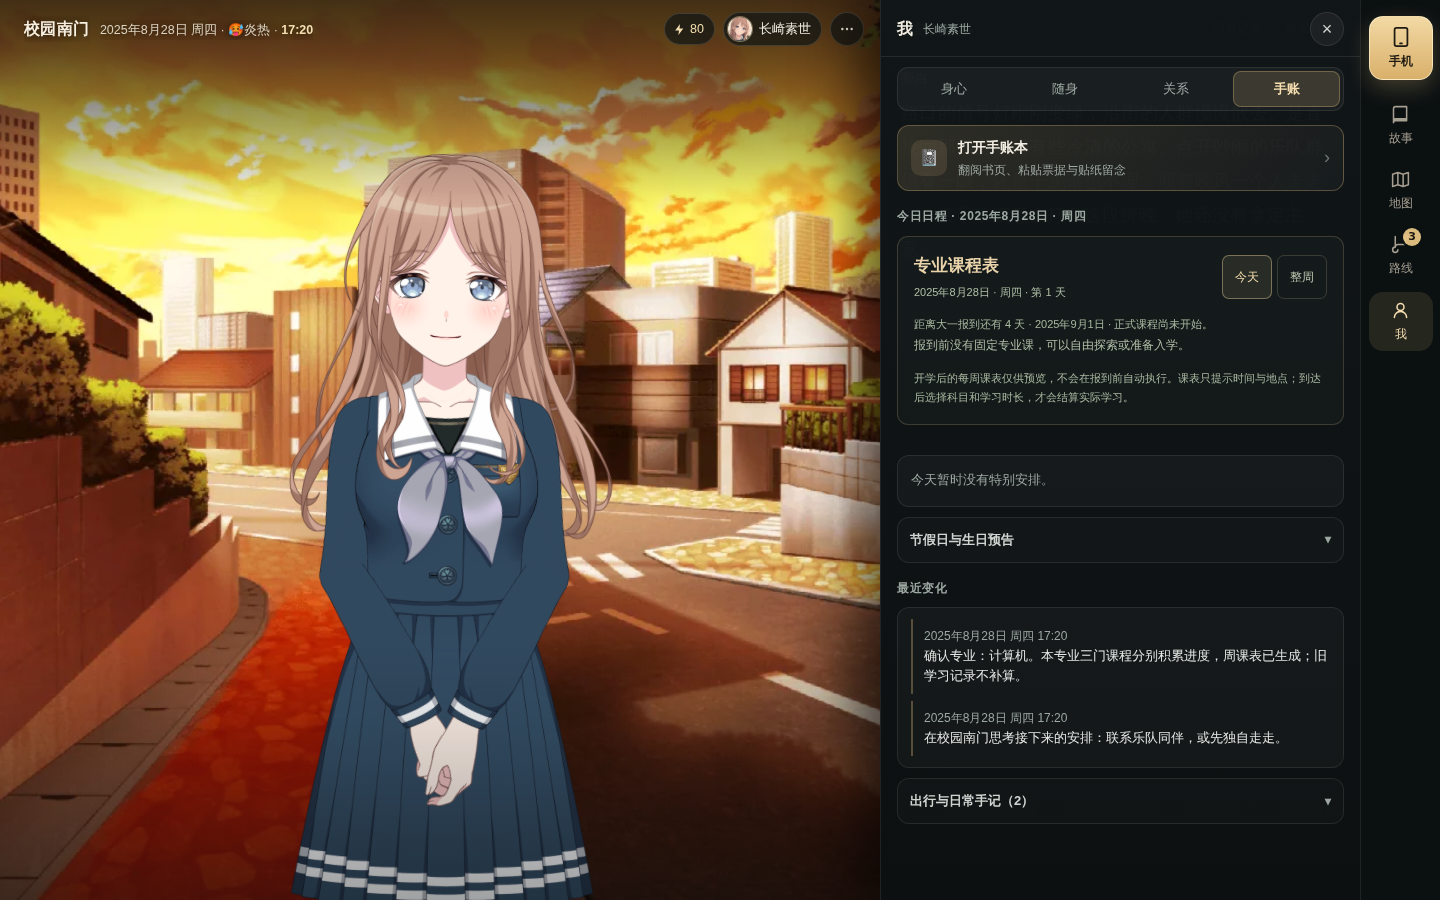 校园南门 2025年8月28日 周四 · 🥵炎热 · 17:20
80 长崎素世 ···
我 长崎素世 ✕
身心 随身 关系 手账
打开手账本
翻阅书页、粘贴票据与贴纸留念
今日日程 · 2025年8月28日 · 周四
专业课程表
2025年8月28日 · 周四 · 第 1 天
今天 整周
距离大一报到还有 4 天 · 2025年9月1日 · 正式课程尚未开始。
报到前没有固定专业课，可以自由探索或准备入学。
开学后的每周课表仅供预览，不会在报到前自动执行。课表只提示时间与地点；到达
后选择科目和学习时长，才会结算实际学习。
今天暂时没有特别安排。
节假日与生日预告
最近变化
2025年8月28日 周四 17:20
确认专业：计算机。本专业三门课程分别积累进度，周课表已生成；旧
学习记录不补算。
2025年8月28日 周四 17:20
在校园南门思考接下来的安排：联系乐队同伴，或先独自走走。
出行与日常手记（2）
手机
故事
地图
3
路线
我